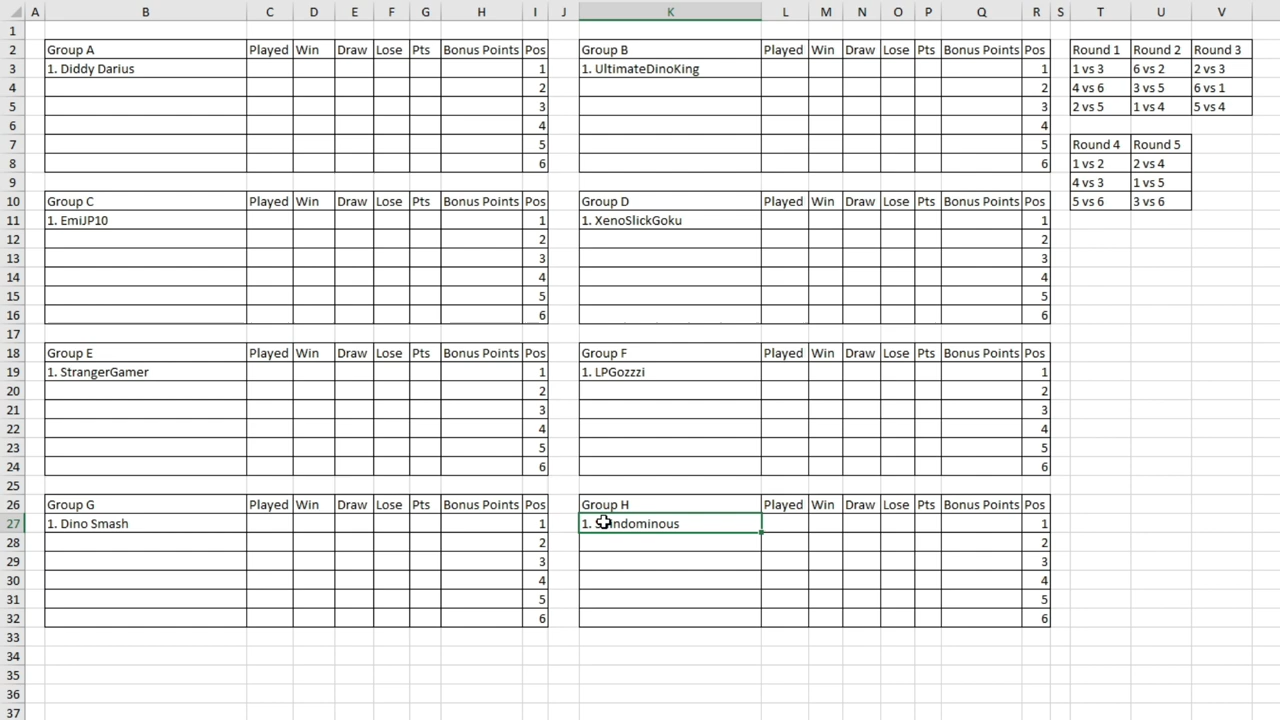 A B C D E F G H I J K L M N O P Q R S T U V
1
2 Group A Played Win Draw Lose Pts Bonus Points Pos Group B Played Win Draw Lose Pts Bonus Points Pos Round 1 Round 2 Round 3
3 1. Diddy Darius 1 1. UltimateDinoKing 1 1 vs 3 6 vs 2 2 vs 3
4 2 2 4 vs 6 3 vs 5 6 vs 1
5 3 3 2 vs 5 1 vs 4 5 vs 4
6 4 4
7 5 5 Round 4 Round 5
8 6 6 1 vs 2 2 vs 4
9 4 vs 3 1 vs 5
10 Group C Played Win Draw Lose Pts Bonus Points Pos Group D Played Win Draw Lose Pts Bonus Points Pos 5 vs 6 3 vs 6
11 1. EmiJP10 1 1. XenoSlickGoku 1
12 2 2
13 3 3
14 4 4
15 5 5
16 6 6
17
18 Group E Played Win Draw Lose Pts Bonus Points Pos Group F Played Win Draw Lose Pts Bonus Points Pos
19 1. StrangerGamer 1 1. LPGozzzi 1
20 2 2
21 3 3
22 4 4
23 5 5
24 6 6
25
26 Group G Played Win Draw Lose Pts Bonus Points Pos Group H Played Win Draw Lose Pts Bonus Points Pos
27 1. Dino Smash 1 1. 1
28 2 2
29 3 3
30 4 4
31 5 5
32 6 6
33
34
35
36
37